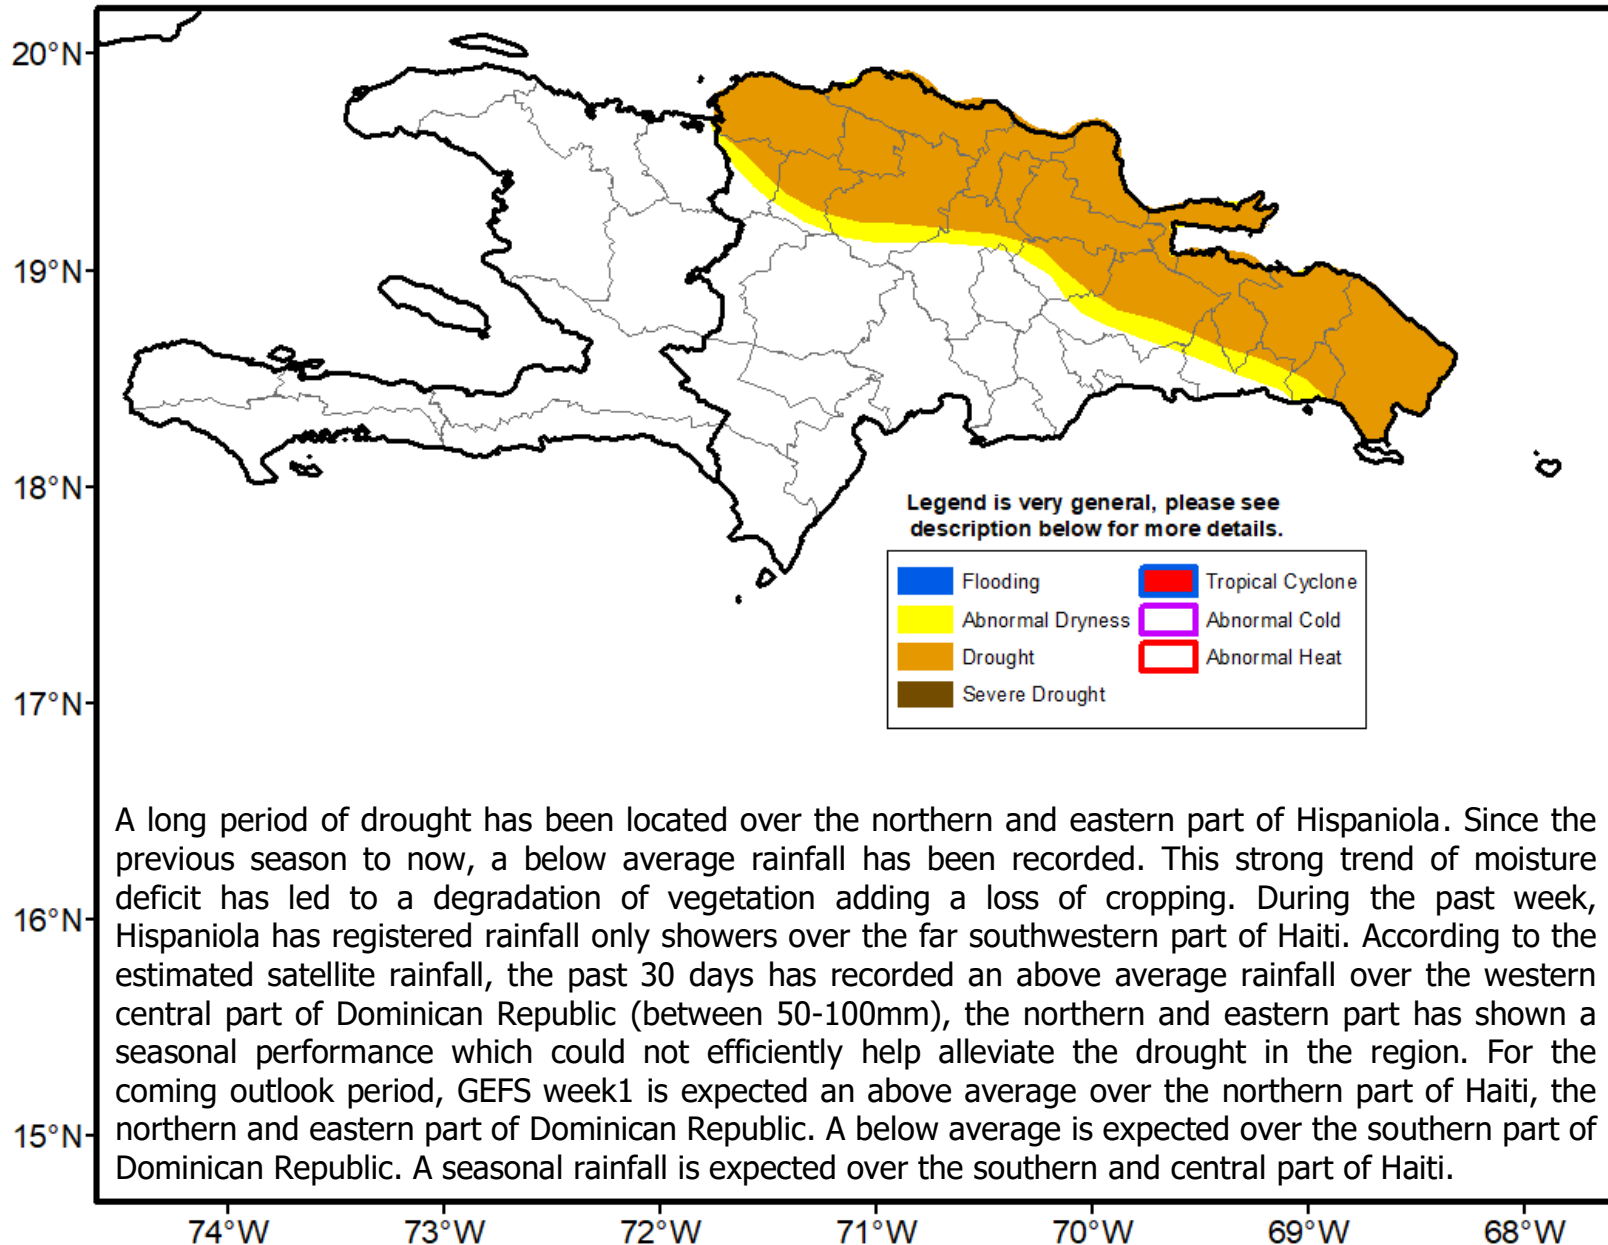 20°N
19°N
18°N
17°N
16°N
15°N
Legend is very general, please see
description below for more details.
Flooding
Tropical Cyclone
Abnormal Dryness
Abnormal Cold
Drought
Abnormal Heat
Severe Drought
A long period of drought has been located over the northern and eastern part of Hispaniola. Since the
previous season to now, a below average rainfall has been recorded. This strong trend of moisture
deficit has led to a degradation of vegetation adding a loss of cropping. During the past week,
Hispaniola has registered rainfall only showers over the far southwestern part of Haiti. According to the
estimated satellite rainfall, the past 30 days has recorded an above average rainfall over the western
central part of Dominican Republic (between 50-100mm), the northern and eastern part has shown a
seasonal performance which could not efficiently help alleviate the drought in the region. For the
coming outlook period, GEFS week1 is expected an above average over the northern part of Haiti, the
northern and eastern part of Dominican Republic. A below average is expected over the southern part of
Dominican Republic. A seasonal rainfall is expected over the southern and central part of Haiti.
74°W
73°W
72°W
71°W
70°W
69°W
68°W